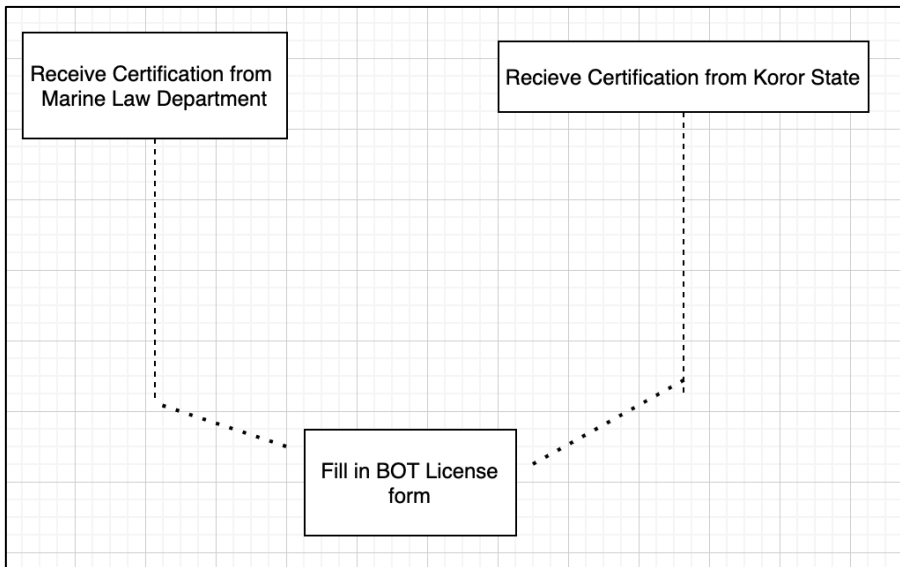 Receive Certification from
Marine Law Department
Recieve Certification from Koror State
Fill in BOT License
form